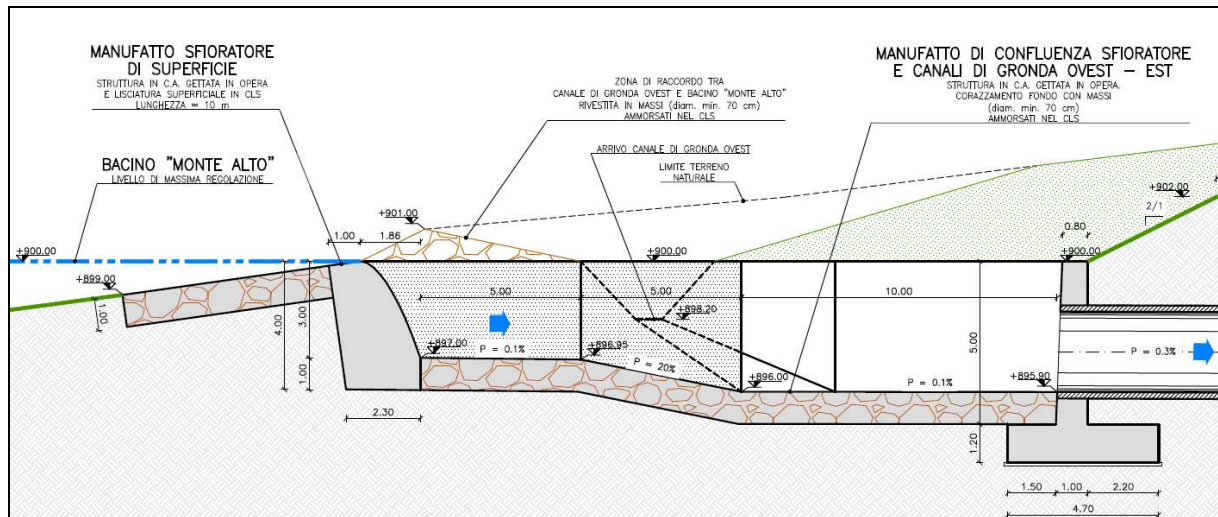 MANUFATTO SFIORATORE
DI SUPERFICIE
STRUTTURA IN C.A. GETTATA IN OPERA
E LISCIATURA SUPERFICIALE IN CLS
LUNGHEZZA = 10 m
ZONA DI RACCORDO TRA
CANALE DI GRONDA OVEST E BACINO "MONTE ALTO"
RIVESTITA IN MASSI (diam. min. 70 cm)
AMMORSATI NEL CLS
MANUFATTO DI CONFLUENZA SFIORATORE
E CANALI DI GRONDA OVEST – EST
STRUTTURA IN C.A. GETTATA IN OPERA.
CORAZZAMENTO FONDO CON MASSI
(diam. min. 70 cm)
AMMORSATI NEL CLS
ARRIVO CANALE DI GRONDA OVEST
BACINO "MONTE ALTO"
LIVELLO DI MASSIMA REGOLAZIONE
LIMITE TERRENO
NATURALE
+902.00
2/1
+901.00
1.00
1.86
0.80
+900.00
+900.00
+900.00
+899.00
1.00
4.00
3.00
1.00
5.00
5.00
10.00
+898.20
5.00
+897.00
P = 0.1%
+896.95
P = 20%
+896.00
P = 0.1%
+895.90
P = 0.3%
2.30
1.20
1.50
1.00
2.20
4.70